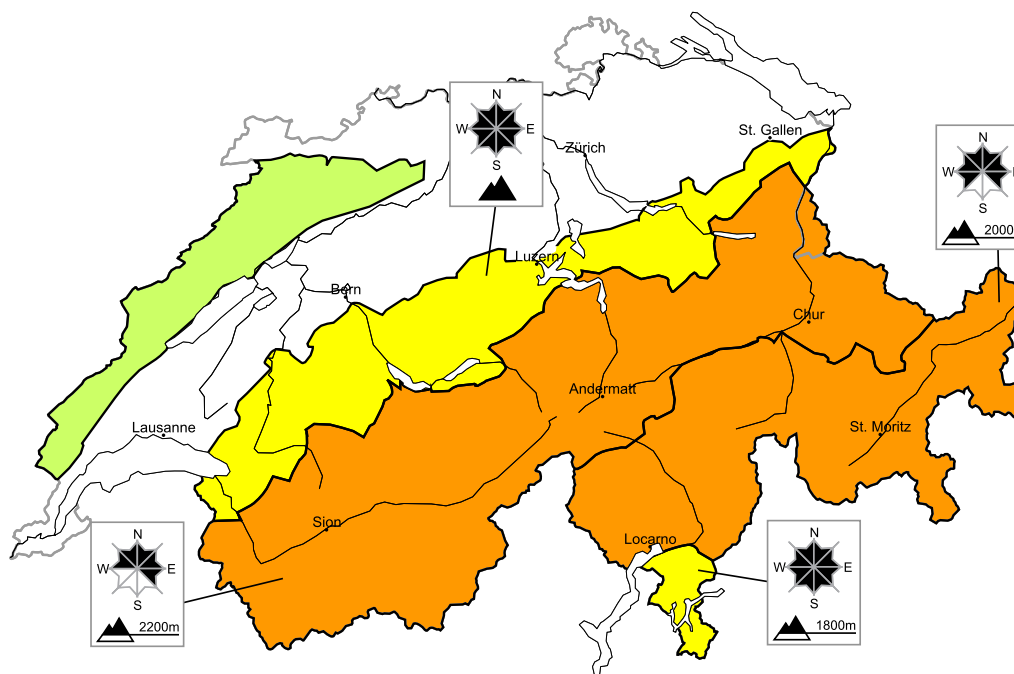 N
W E
S
St. Gallen
Zürich
N
W
S
2000
Luzern
Bern
Chur
Andermatt
Lausanne
St. Moritz
Sion
Locarno
N
W E
S
2200m
N
W E
S
1800m